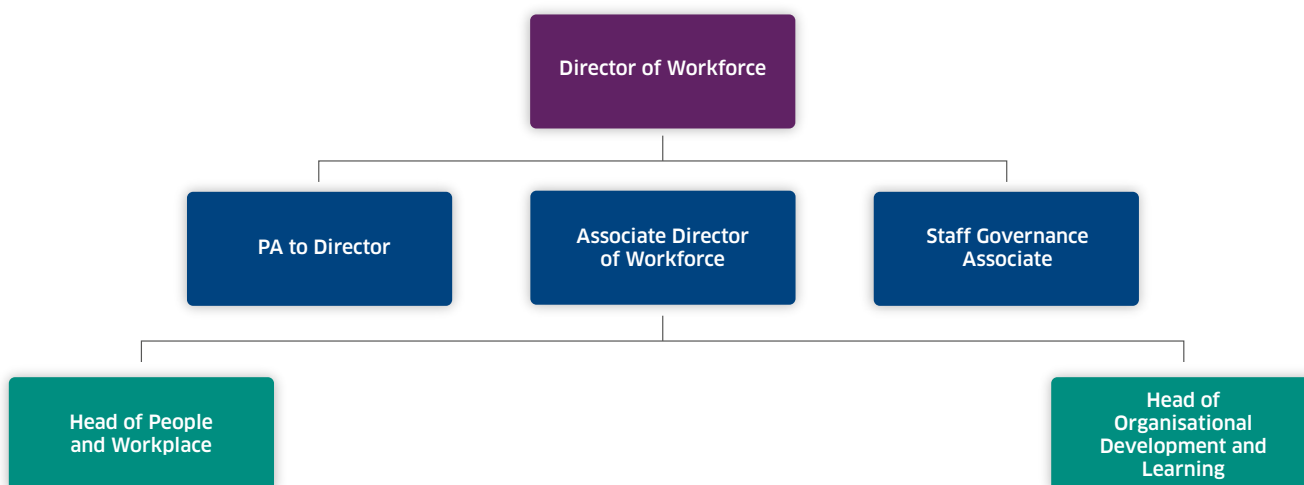 Director of Workforce
PA to Director
Associate Director
of Workforce
Staff Governance
Associate
Head of People
and Workplace
Head of
Organisational
Development and
Learning